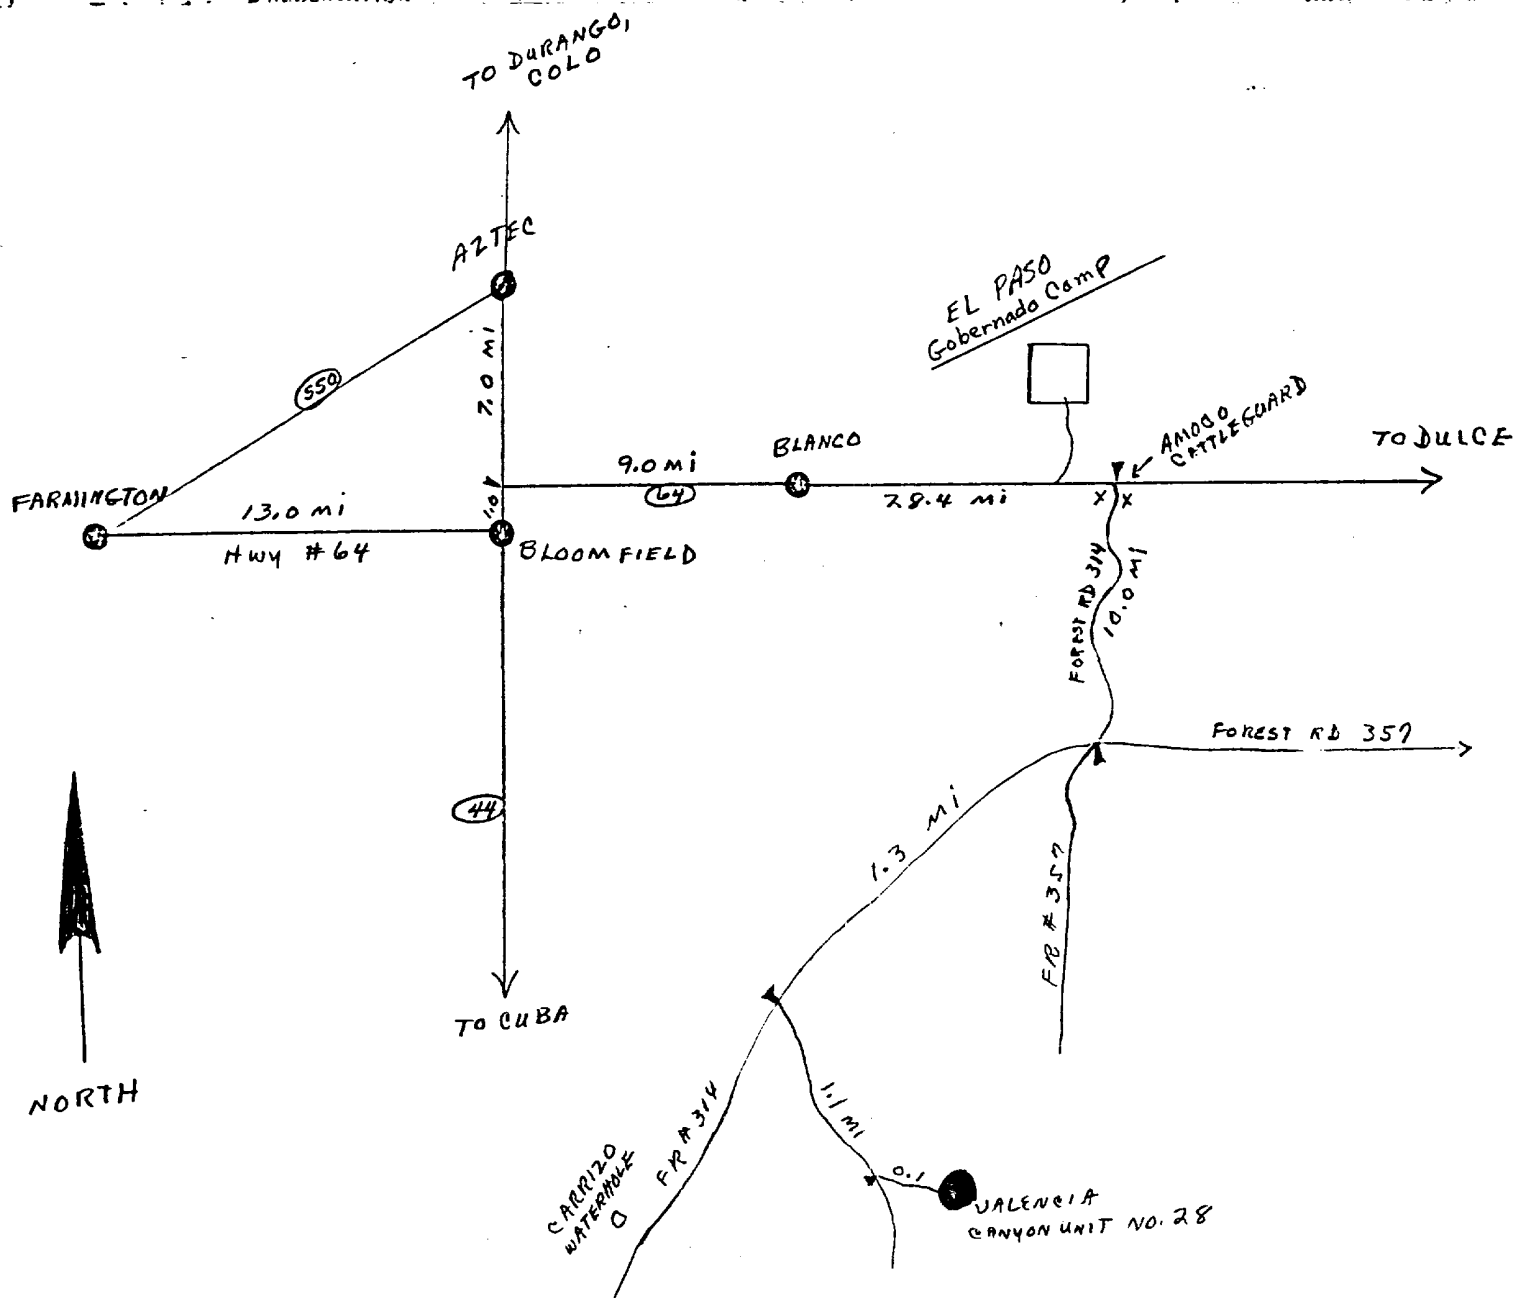 TO DURANGO,
COLO
AZTEC
7.0 mi
550
EL PASO
Gobernado Camp
AMOCO
CATTLEGUARD
TO DULCE
BLANCO
9.0 mi
64
28.4 mi
X X
FARMINGTON
13.0 mi
HWY #64
1.0
BLOOMFIELD
FOREST RD 314
10.0 MI
FOREST RD 357
44
1.3 mi
FR #357
TO CUBA
NORTH
FR #314
1.1 mi
CARRIZO
WATERHOLE
0.1
VALENCIA
CANYON UNIT NO. 28